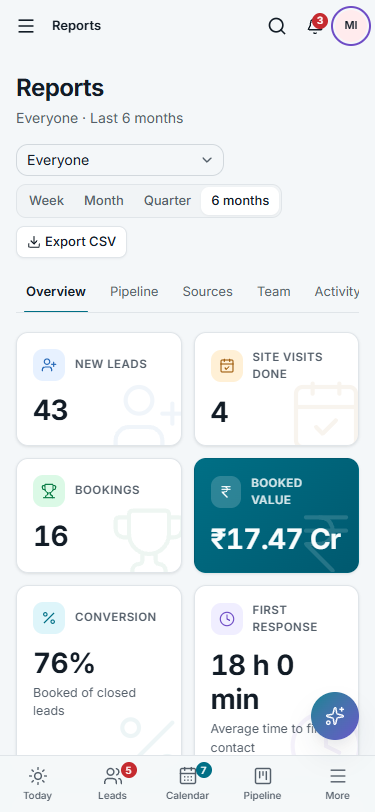 Reports
3
MI
Reports
Everyone · Last 6 months
Everyone
Week Month Quarter 6 months
Export CSV
Overview Pipeline Sources Team Activity
NEW LEADS
43
SITE VISITS
DONE
4
BOOKINGS
16
₹
BOOKED
VALUE
₹17.47 Cr
CONVERSION
76%
Booked of closed
leads
FIRST
RESPONSE
18 h 0
min
Average time to
contact
Today
5
Leads
7
Calendar
Pipeline
More